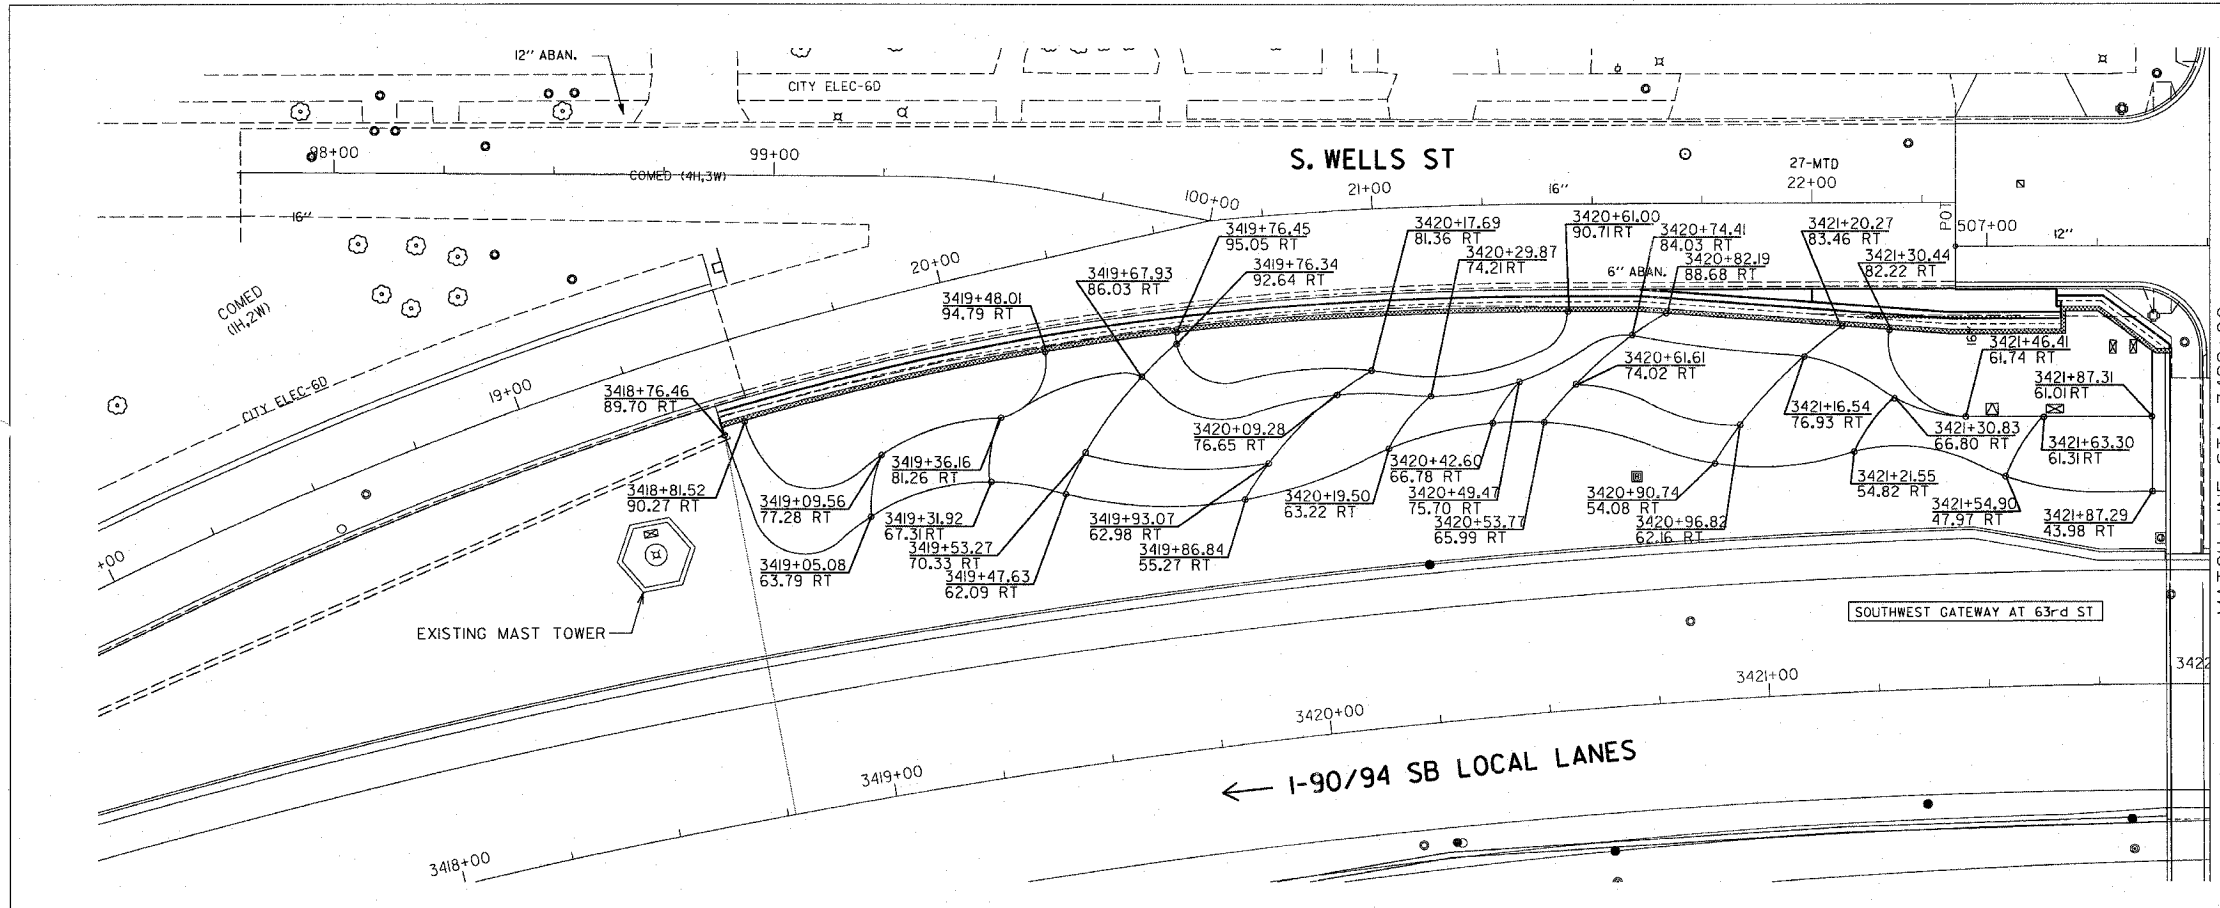 12" ABAN.
CITY ELEC-6D
98+00
99+00
COMED (4H,3W)
S. WELLS ST
27-MTD
16"
21+00
16"
22+00
100+00
POT
507+00
12"
3419+76.45
95.05 RT
3420+17.69
81.36 RT
3420+61.00
90.71 RT
3420+74.41
84.03 RT
3421+20.27
83.46 RT
3419+76.34
92.64 RT
3420+29.87
74.21 RT
3420+82.19
88.68 RT
3421+30.44
82.22 RT
20+00
3419+67.93
86.03 RT
6" ABAN.
COMED
(1H,2W)
3419+48.01
94.79 RT
16"
3421+46.41
61.74 RT
CITY ELEC-6D
19+00
3418+76.46
89.70 RT
3420+61.61
74.02 RT
3421+87.31
61.01 RT
3420+09.28
76.65 RT
3421+16.54
76.93 RT
3421+30.83
66.80 RT
3421+63.30
61.31 RT
3418+81.52
90.27 RT
3419+09.56
77.28 RT
3419+36.16
81.26 RT
3420+42.60
66.78 RT
3420+19.50
63.22 RT
3420+49.47
75.70 RT
3420+90.74
54.08 RT
3421+21.55
54.82 RT
3421+54.90
47.97 RT
3419+31.92
67.31 RT
3419+93.07
62.98 RT
3420+53.77
65.99 RT
3420+96.82
62.16 RT
3421+87.29
43.98 RT
3419+53.27
70.33 RT
3419+86.84
55.27 RT
+00
3419+05.08
63.79 RT
3419+47.63
62.09 RT
EXISTING MAST TOWER
SOUTHWEST GATEWAY AT 63rd ST
3422
3421+00
3420+00
3419+00
← I-90/94 SB LOCAL LANES
3418+00